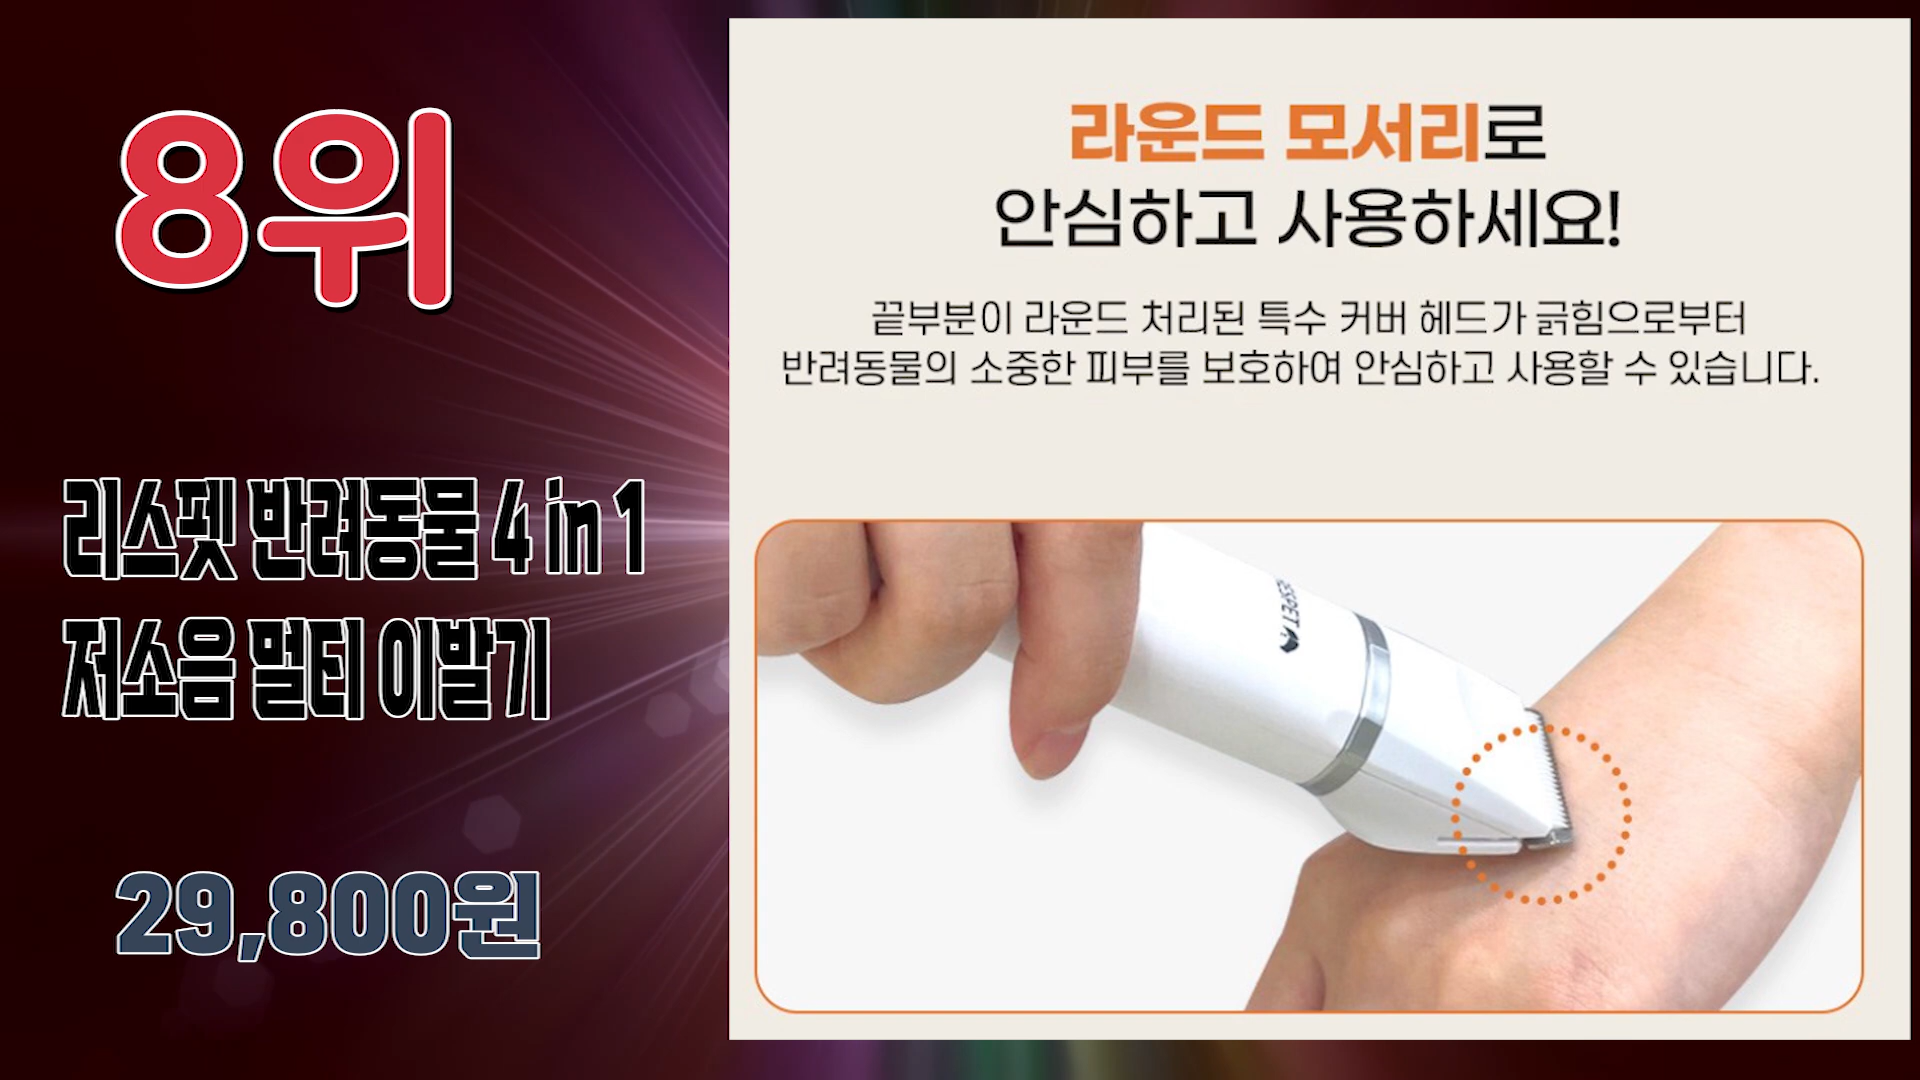 8위
리스펫 반려동물 4 in 1
저소음 멀티 이발기
29,800원
라운드 모서리로
안심하고 사용하세요!
끝부분이 라운드 처리된 특수 커버 헤드가 긁힘으로부터
반려동물의 소중한 피부를 보호하여 안심하고 사용할 수 있습니다.